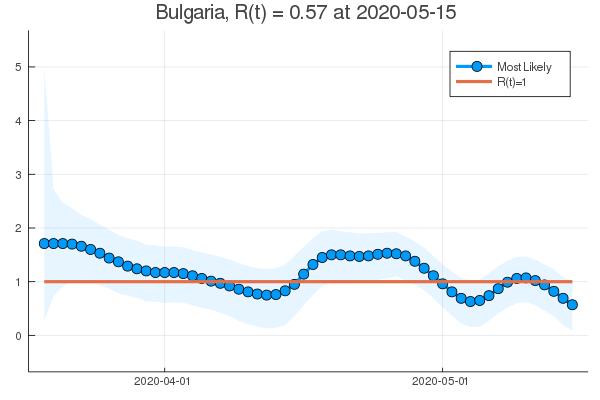 Bulgaria, R(t) = 0.57 at 2020-05-15
Most Likely
R(t)=1
5
4
3
2
1
0
2020-04-01
2020-05-01